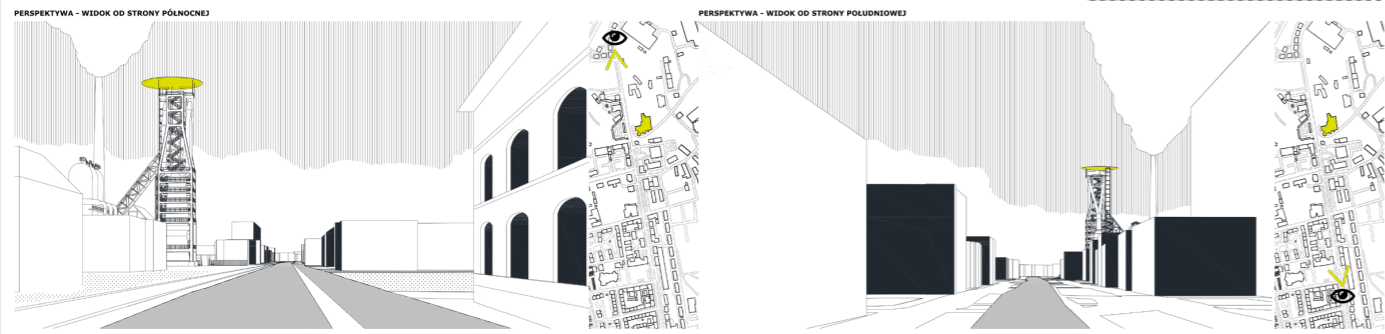 PERSPEKTYWA - WIDOK OD STRONY PÓŁNOCNEJ
PERSPEKTYWA - WIDOK OD STRONY POŁUDNIOWEJ